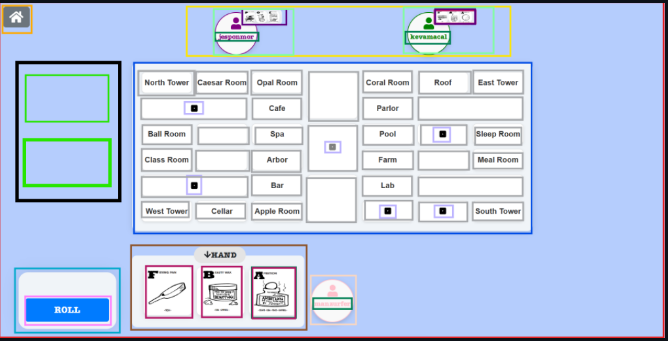 jesponmor
kevamacal
North Tower Caesar Room Opal Room Coral Room Roof East Tower
Cafe Parlor
Ball Room Spa Pool Sleep Room
Class Room Arbor Farm Meal Room
Bar Lab
West Tower Cellar Apple Room South Tower
HAND
F B A
ROLL